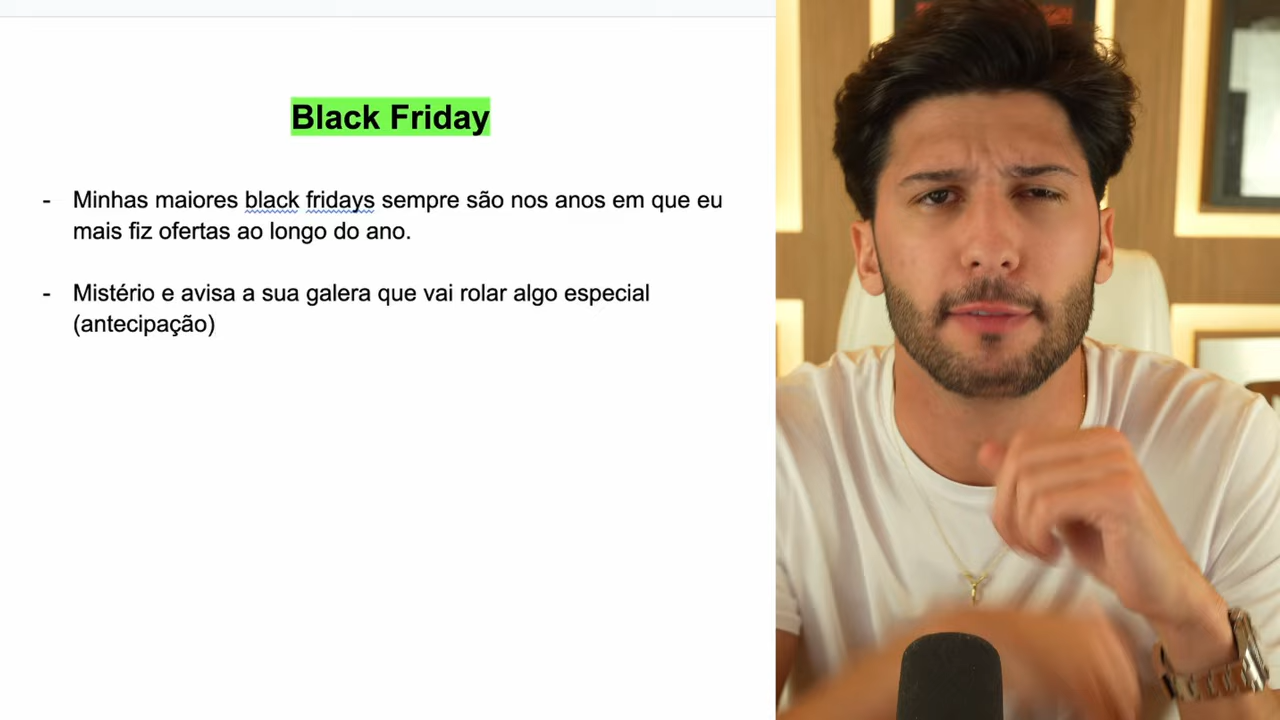 Black Friday
- Minhas maiores black fridays sempre são nos anos em que eu
mais fiz ofertas ao longo do ano.
- Mistério e avisa a sua galera que vai rolar algo especial
(antecipação)